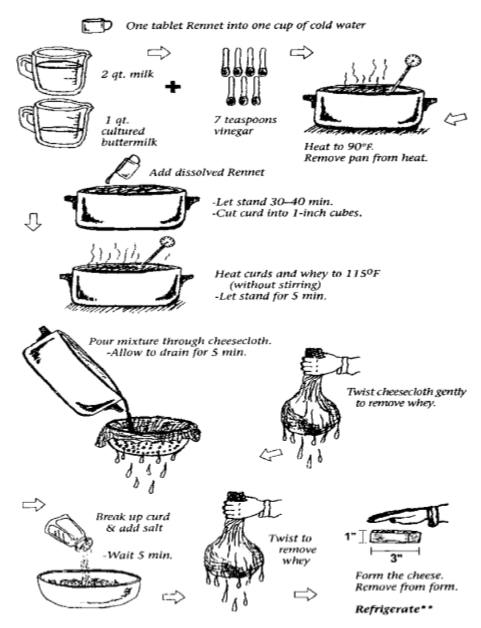 One tablet Rennet into one cup of cold water
2 qt. milk
+
1 qt.
cultured
buttermilk
7 teaspoons
vinegar
Heat to 90°F.
Remove pan from heat.
Add dissolved Rennet
-Let stand 30–40 min.
-Cut curd into 1-inch cubes.
Heat curds and whey to 115°F
(without stirring)
-Let stand for 5 min.
Pour mixture through cheesecloth.
-Allow to drain for 5 min.
Twist cheesecloth gently
to remove whey.
Break up curd
& add salt
-Wait 5 min.
Twist to
remove
whey
1"
3"
Form the cheese.
Remove from form.
Refrigerate**